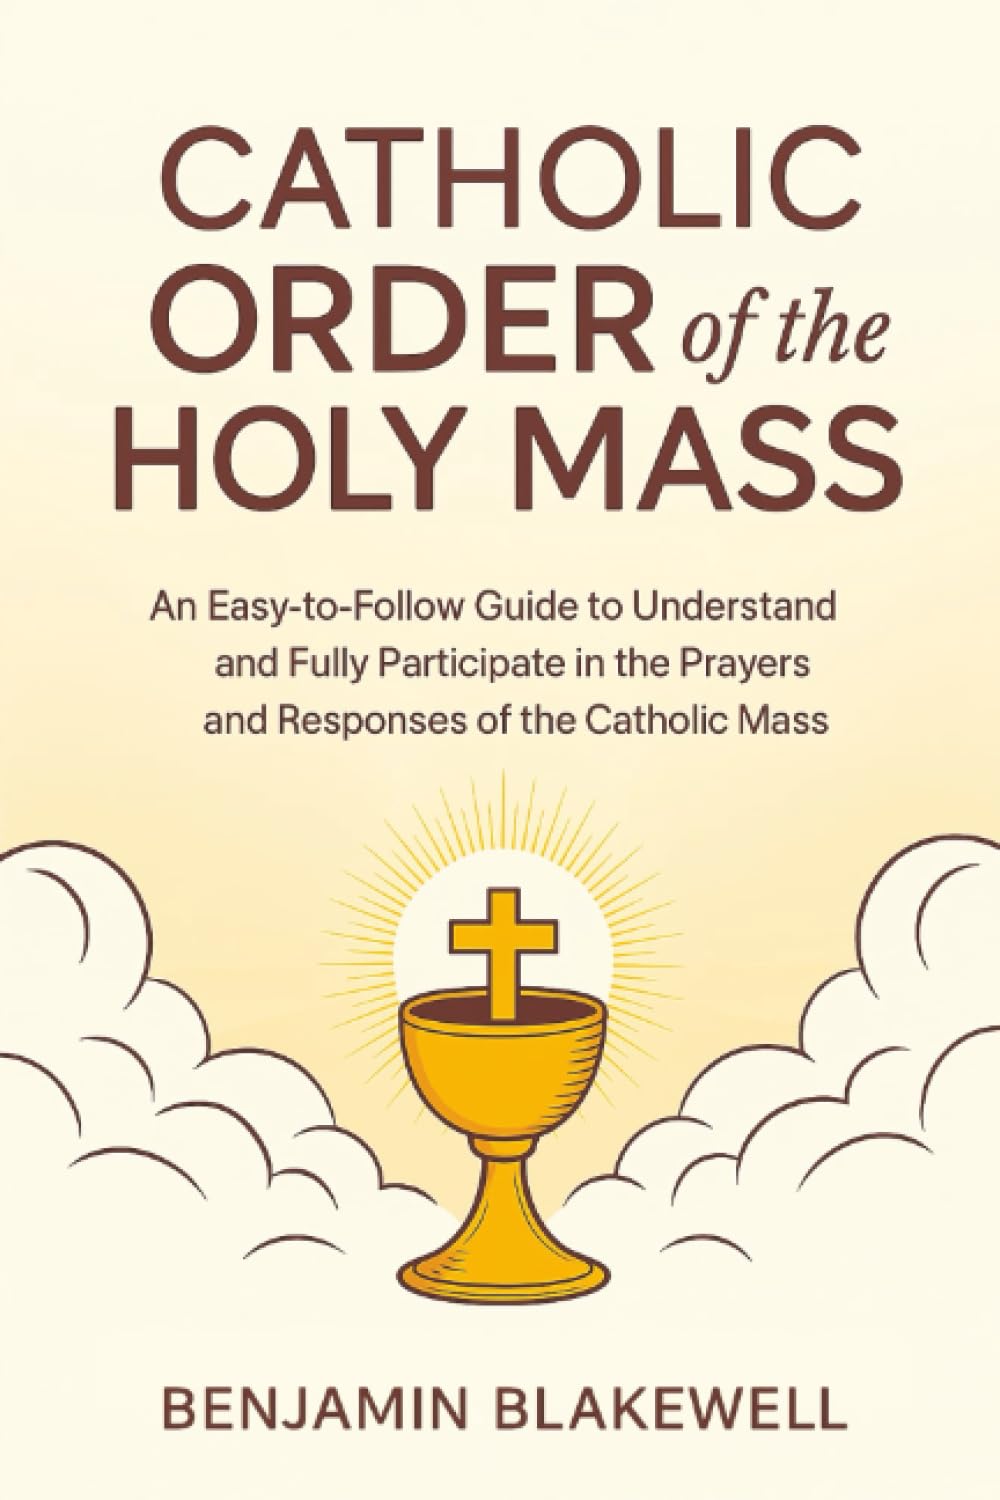 CATHOLIC
ORDER of the
HOLY MASS
An Easy-to-Follow Guide to Understand
and Fully Participate in the Prayers
and Responses of the Catholic Mass
BENJAMIN BLAKEWELL